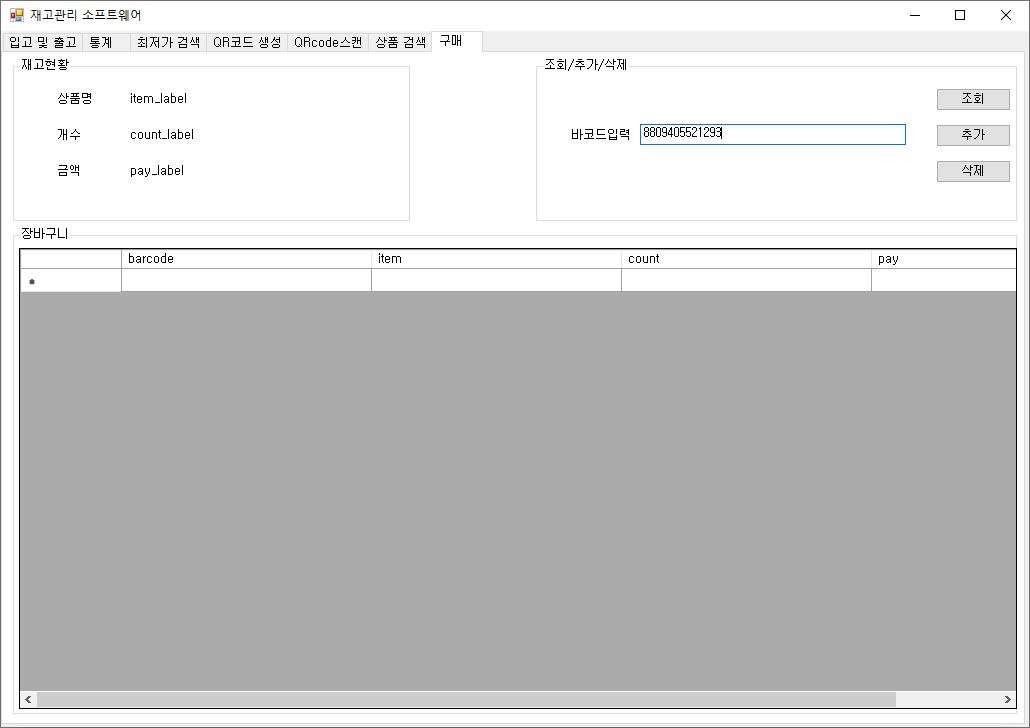 재고관리 소프트웨어
입고 및 출고 통계 최저가 검색 QR코드 생성 QRcode스캔 상품 검색 구매
재고현황
상품명 item_label
개수 count_label
금액 pay_label
조회/추가/삭제
조회
바코드입력 8809405521293 추가
삭제
장바구니
barcode item count pay